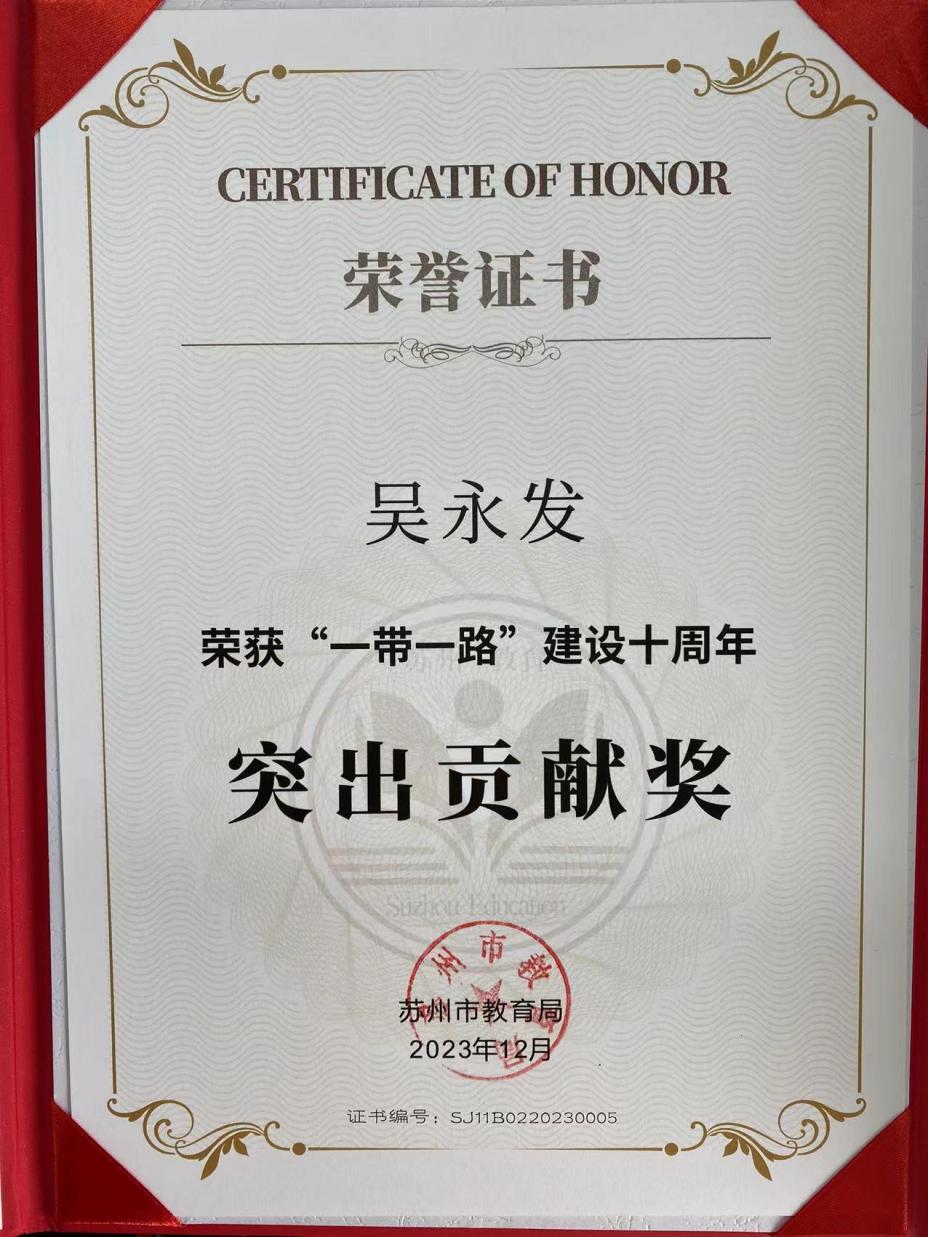 CERTIFICATE OF HONOR
荣誉证书
吴永发
荣获“一带一路”建设十周年
突出贡献奖
Suzhou Education
苏州市教育局
2023年12月
证书编号：SJ11B0220230005